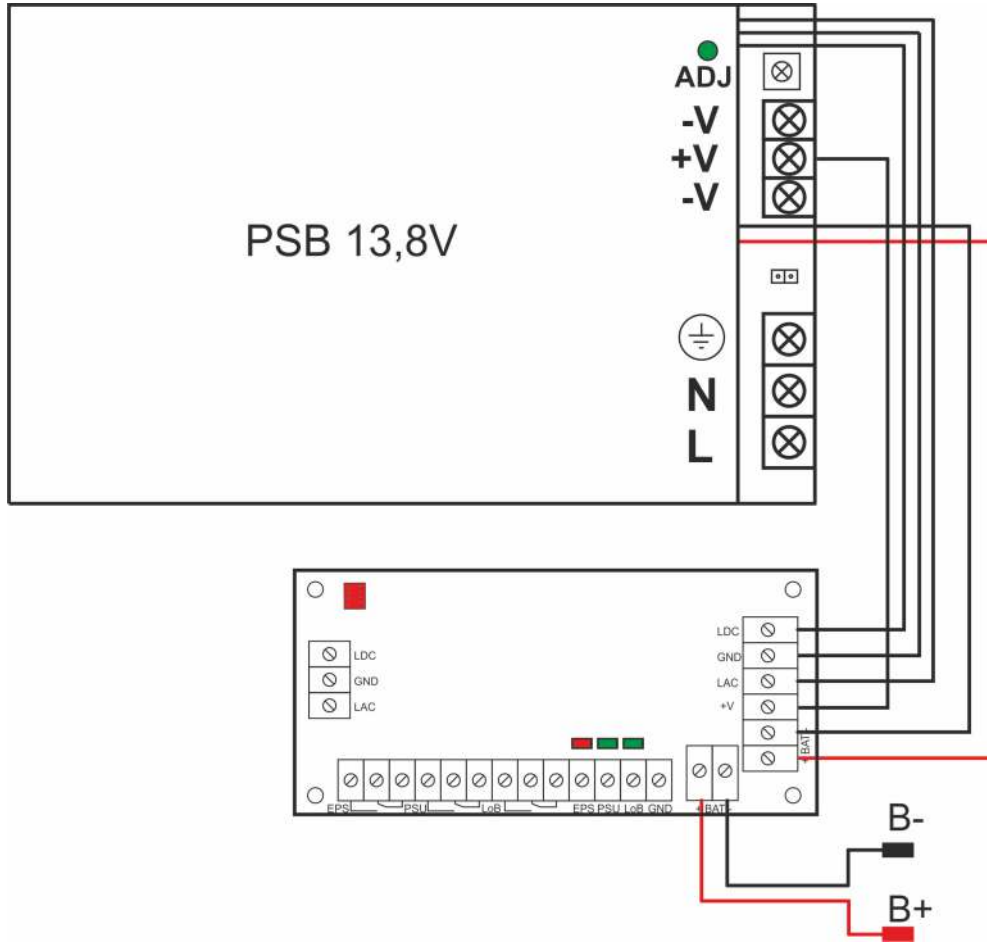 ADJ
-V
+V
-V
PSB 13,8V
N
L
LDC
GND
LAC
+V
+BAT-
LDC
GND
LAC
EPS PSU LoB EPS PSU LoB GND +BAT-
B-
B+